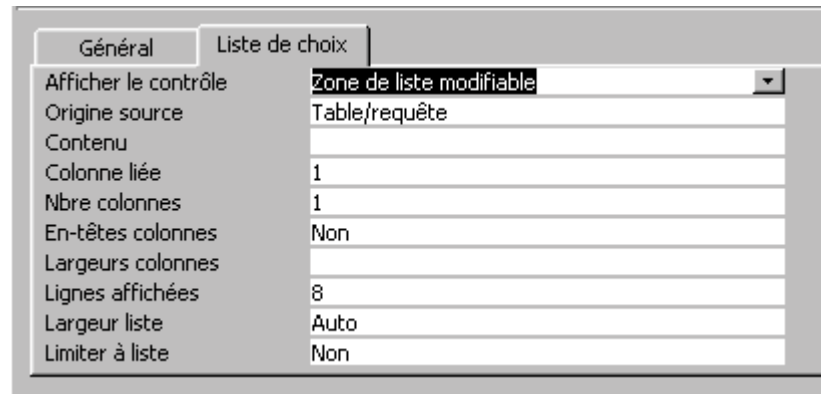 Général Liste de choix
Afficher le contrôle Zone de liste modifiable
Origine source Table/requête
Contenu
Colonne liée 1
Nbre colonnes 1
En-têtes colonnes Non
Largeurs colonnes
Lignes affichées 8
Largeur liste Auto
Limiter à liste Non